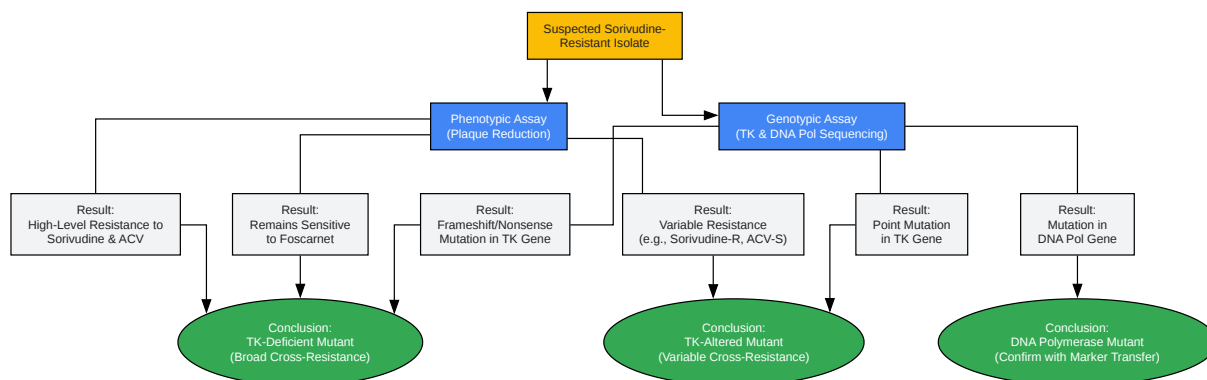 Suspected Sorivudine-
Resistant Isolate
Phenotypic Assay
(Plaque Reduction)
Genotypic Assay
(TK & DNA Pol Sequencing)
Result:
High-Level Resistance to
Sorivudine & ACV
Result:
Remains Sensitive
to Foscarnet
Result:
Frameshift/Nonsense
Mutation in TK Gene
Result:
Variable Resistance
(e.g., Sorivudine-R, ACV-S)
Result:
Point Mutation
in TK Gene
Result:
Mutation in
DNA Pol Gene
Conclusion:
TK-Deficient Mutant
(Broad Cross-Resistance)
Conclusion:
TK-Altered Mutant
(Variable Cross-Resistance)
Conclusion:
DNA Polymerase Mutant
(Confirm with Marker Transfer)